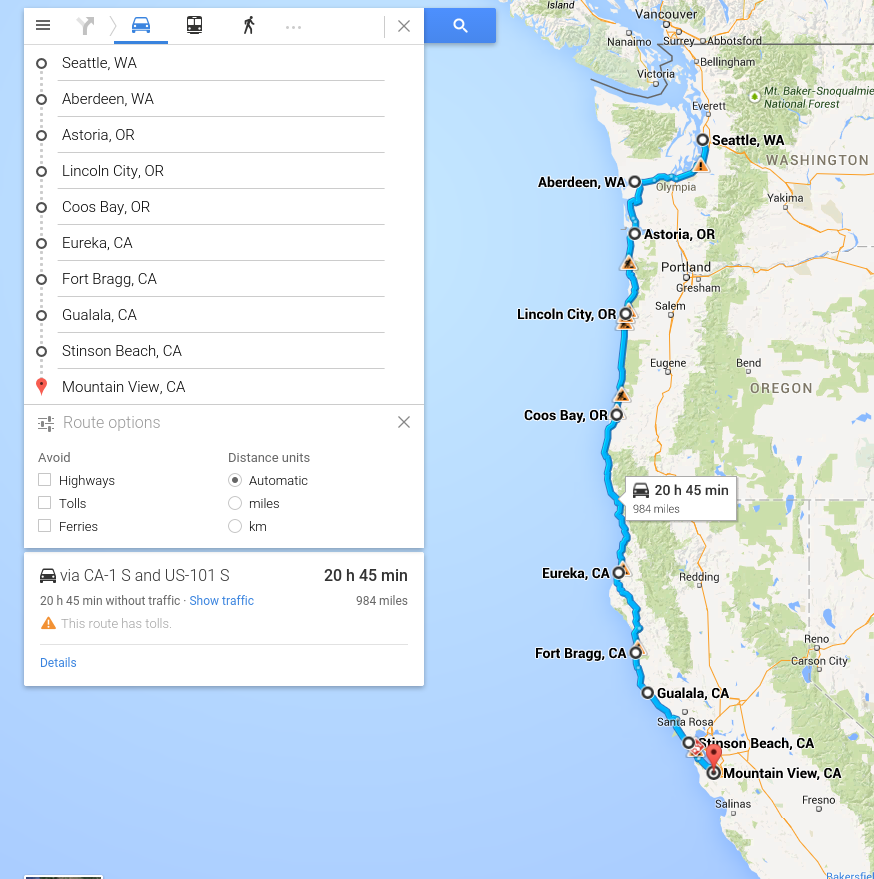 Seattle, WA
Aberdeen, WA
Astoria, OR
Lincoln City, OR
Coos Bay, OR
Eureka, CA
Fort Bragg, CA
Gualala, CA
Stinson Beach, CA
Mountain View, CA
Route options
Avoid
Highways
Tolls
Ferries
Distance units
Automatic
miles
km
via CA-1 S and US-101 S
20 h 45 min
20 h 45 min without traffic · Show traffic
984 miles
This route has tolls.
Details
Island
Vancouver
Nanaimo
Surrey
Abbotsford
Bellingham
Victoria
Mt. Baker-Snoqualmie
National Forest
Everett
Seattle, WA
WASHINGTON
Aberdeen, WA
Olympia
Yakima
Astoria, OR
Portland
Gresham
Salem
Lincoln City, OR
Eugene
Bend
OREGON
Coos Bay, OR
20 h 45 min
984 miles
Eureka, CA
Redding
Fort Bragg, CA
Reno
Carson City
Gualala, CA
Santa Rosa
Stinson Beach, CA
Mountain View, CA
Salinas
Fresno
Bakersfi